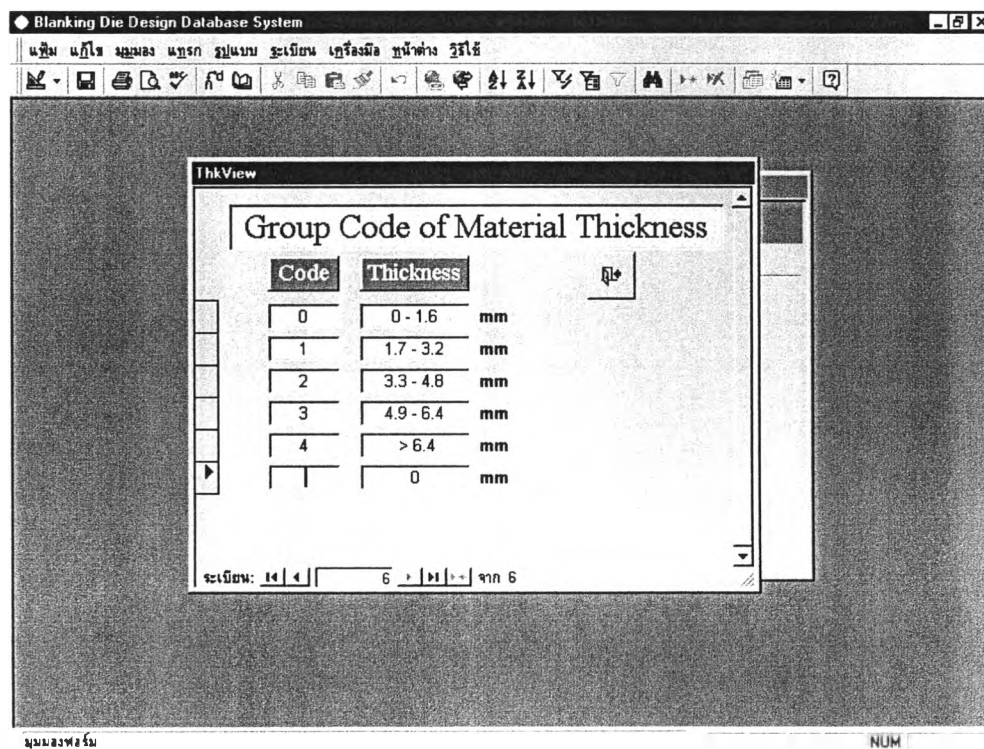 Blanking Die Design Database System
แฟ้ม แก้ไข มุมมอง แทรก รูปแบบ ระเบียน เครื่องมือ หน้าต่าง วิธีใช้
ThkView
Group Code of Material Thickness
Code Thickness
0 0 - 1.6 mm
1 1.7 - 3.2 mm
2 3.3 - 4.8 mm
3 4.9 - 6.4 mm
4 > 6.4 mm
0 mm
ระเบียน: 6 จาก 6
มุมมองฟอร์ม NUM